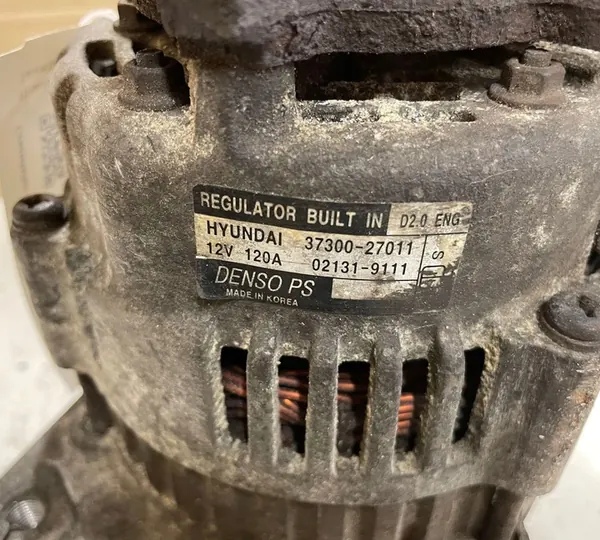 REGULATOR BUILT IN D2.0 ENG
HYUNDAI 37300-27011
12V 120A 02131-9111
DENSO PS
MADE IN KOREA